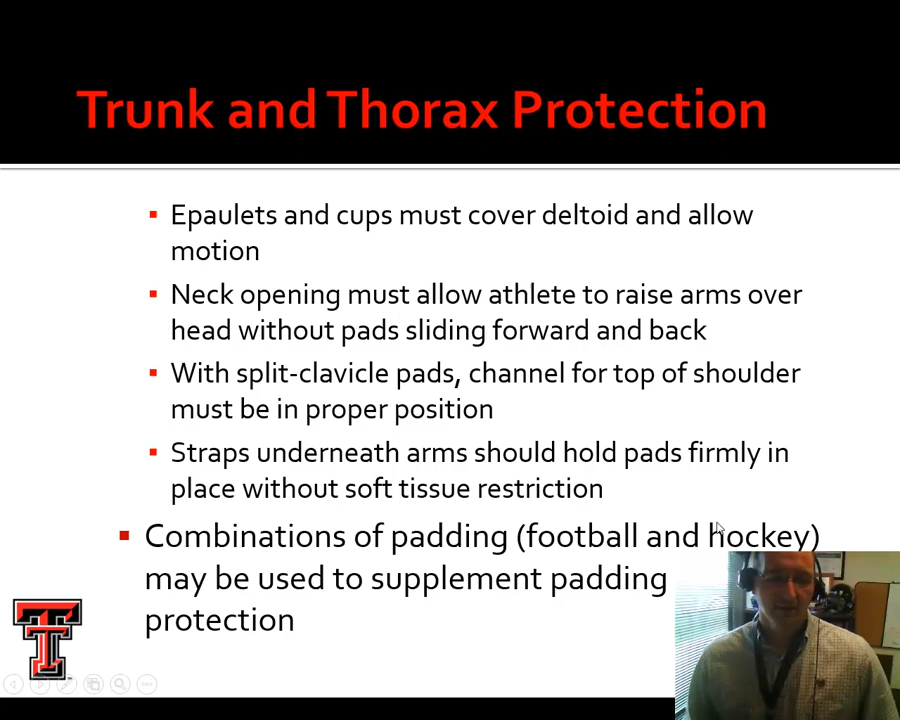 Trunk and Thorax Protection
Epaulets and cups must cover deltoid and allow
motion
Neck opening must allow athlete to raise arms over
head without pads sliding forward and back
With split-clavicle pads, channel for top of shoulder
must be in proper position
Straps underneath arms should hold pads firmly in
place without soft tissue restriction
Combinations of padding (football and hockey)
may be used to supplement padding
protection